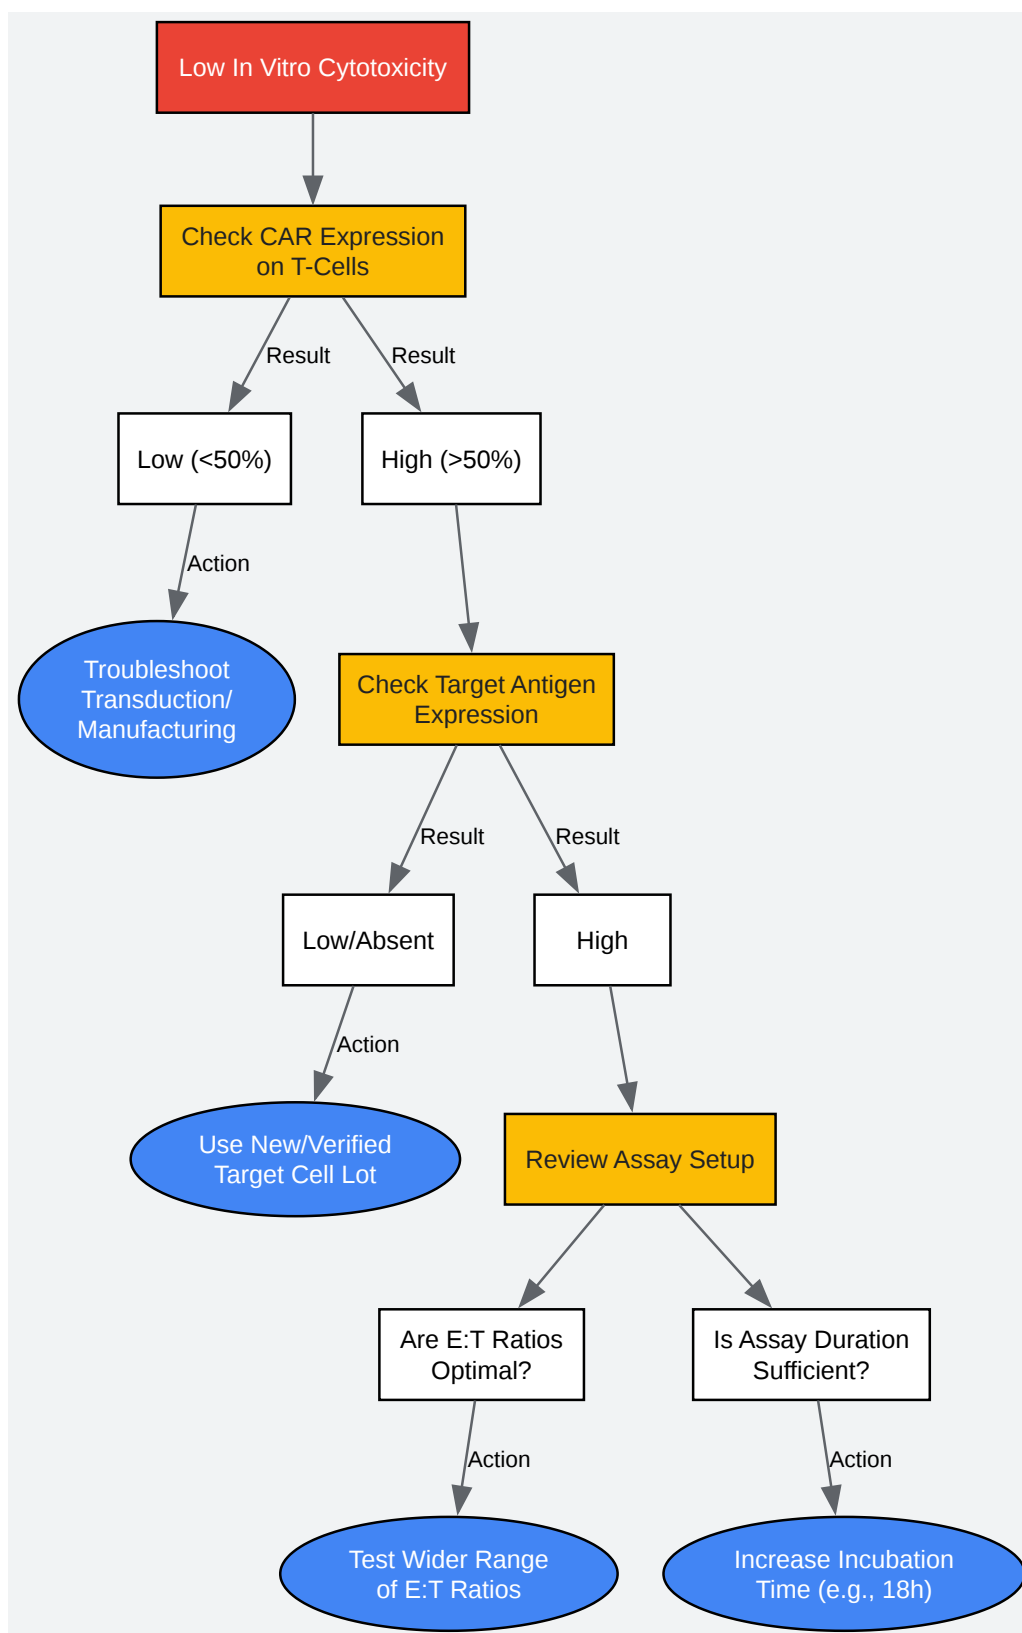 Low In Vitro Cytotoxicity
Check CAR Expression
on T-Cells
Result
Result
Low (<50%)
High (>50%)
Action
Troubleshoot
Transduction/
Manufacturing
Check Target Antigen
Expression
Result
Result
Low/Absent
High
Action
Use New/Verified
Target Cell Lot
Review Assay Setup
Are E:T Ratios
Optimal?
Is Assay Duration
Sufficient?
Action
Action
Test Wider Range
of E:T Ratios
Increase Incubation
Time (e.g., 18h)